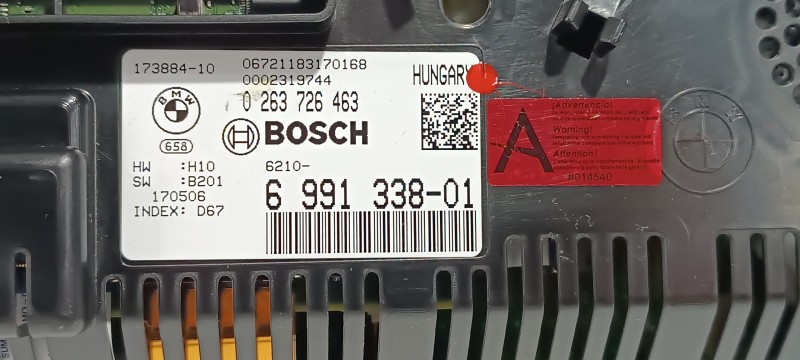 173884-10
06721183170168
0002319744
HUNGARY
BMW
0 263 726 463
658
BOSCH
HW :H10
SW :B201
170506
INDEX: D67
6210-
6 991 338-01
A
¡Advertencia!
Warning!
Attention !
#014540